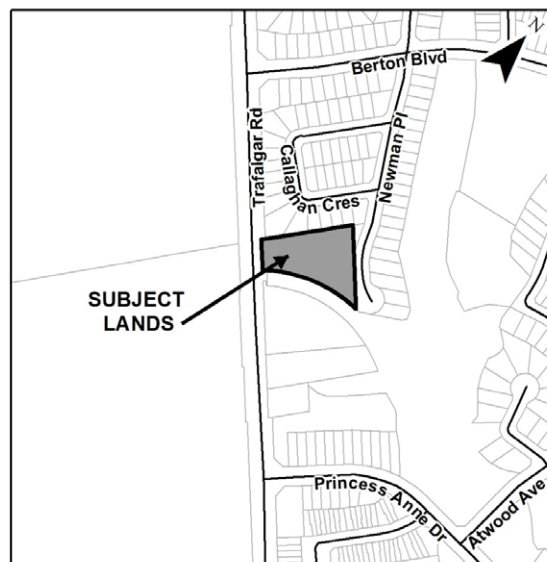 N
Berton Blvd
Trafalgar Rd
Callaghan Cres
Newman Pl
SUBJECT
LANDS
Princess Anne Dr
Atwood Ave